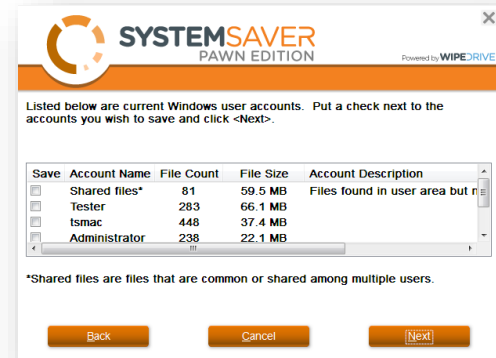 SYSTEMSAVER
PAWN EDITION
Powered by WIPEDRIVE
Listed below are current Windows user accounts. Put a check next to the
accounts you wish to save and click <Next>.
Save Account Name File Count File Size Account Description
Shared files* 81 59.5 MB Files found in user area but n
Tester 283 66.1 MB
tsmac 448 37.4 MB
Administrator 238 22.1 MB
*Shared files are files that are common or shared among multiple users.
Back Cancel Next